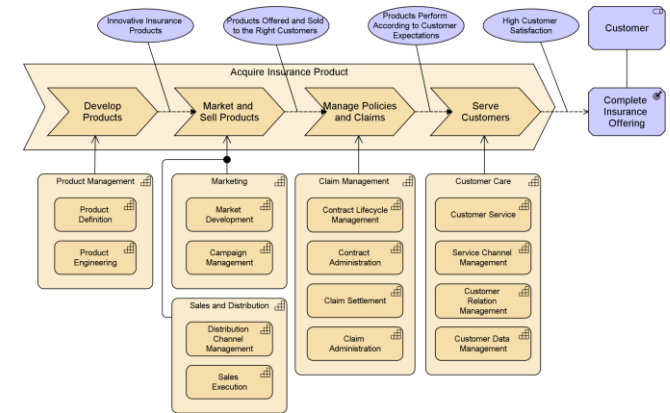 Innovative Insurance
Products
Products Offered and Sold
to the Right Customers
Products Perform
According to Customer
Expectations
High Customer
Satisfaction
Customer
Acquire Insurance Product
Develop
Products
Market and
Sell Products
Manage Policies
and Claims
Serve
Customers
Complete
Insurance
Offering
Product Management
Product
Definition
Product
Engineering
Marketing
Market
Development
Campaign
Management
Sales and Distribution
Distribution
Channel
Management
Sales
Execution
Claim Management
Contract Lifecycle
Management
Contract
Administration
Claim Settlement
Claim
Administration
Customer Care
Customer Service
Service Channel
Management
Customer
Relation
Management
Customer Data
Management